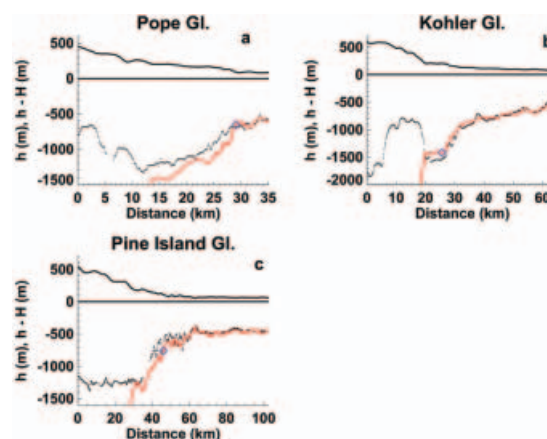 Pope Gl.
a
h (m), h - H (m)
500
0
-500
-1000
-1500
0 5 10 15 20 25 30 35
Distance (km)
Kohler Gl.
b
h (m), h - H (m)
500
0
-500
-1000
-1500
-2000
0 10 20 30 40 50 60
Distance (km)
Pine Island Gl.
c
h (m), h - H (m)
500
0
-500
-1000
-1500
0 20 40 60 80 100
Distance (km)